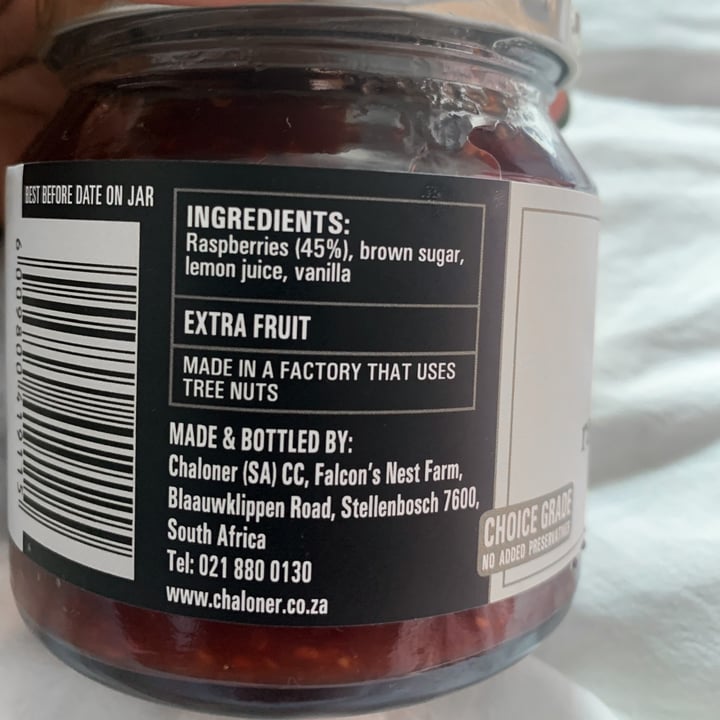 BEST BEFORE DATE ON JAR
INGREDIENTS:
Raspberries (45%), brown sugar,
lemon juice, vanilla
EXTRA FRUIT
MADE IN A FACTORY THAT USES
TREE NUTS
MADE & BOTTLED BY:
Chaloner (SA) CC, Falcon's Nest Farm,
Blaauwklippen Road, Stellenbosch 7600,
South Africa
Tel: 021 880 0130
www.chaloner.co.za
CHOICE GRADE
NO ADDED PRESERVATIVES